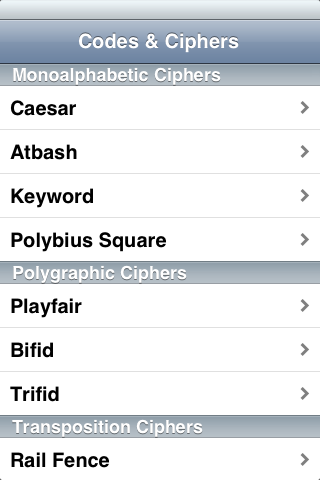 Codes & Ciphers
Monoalphabetic Ciphers
Caesar
Atbash
Keyword
Polybius Square
Polygraphic Ciphers
Playfair
Bifid
Trifid
Transposition Ciphers
Rail Fence